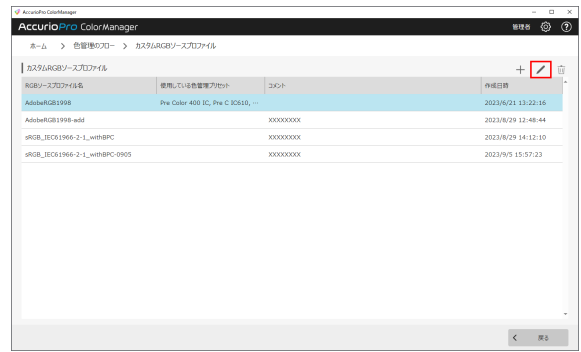 AccurioPro ColorManager
AccurioPro ColorManager 管理者
ホーム > 色管理のフロー > カスタムRGBソースプロファイル
カスタムRGBソースプロファイル
RGBソースプロファイル名 使用している色管理プリセット コメント 作成日時
AdobeRGB1998 Pre Color 400 IC, Pre C IC610, ... 2023/6/21 13:22:16
AdobeRGB1998-add XXXXXXXX 2023/8/29 12:48:44
sRGB_IEC61966-2-1_withBPC XXXXXXXX 2023/8/29 14:12:10
sRGB_IEC61966-2-1_withBPC-0905 XXXXXXXX 2023/9/5 15:57:23
戻る